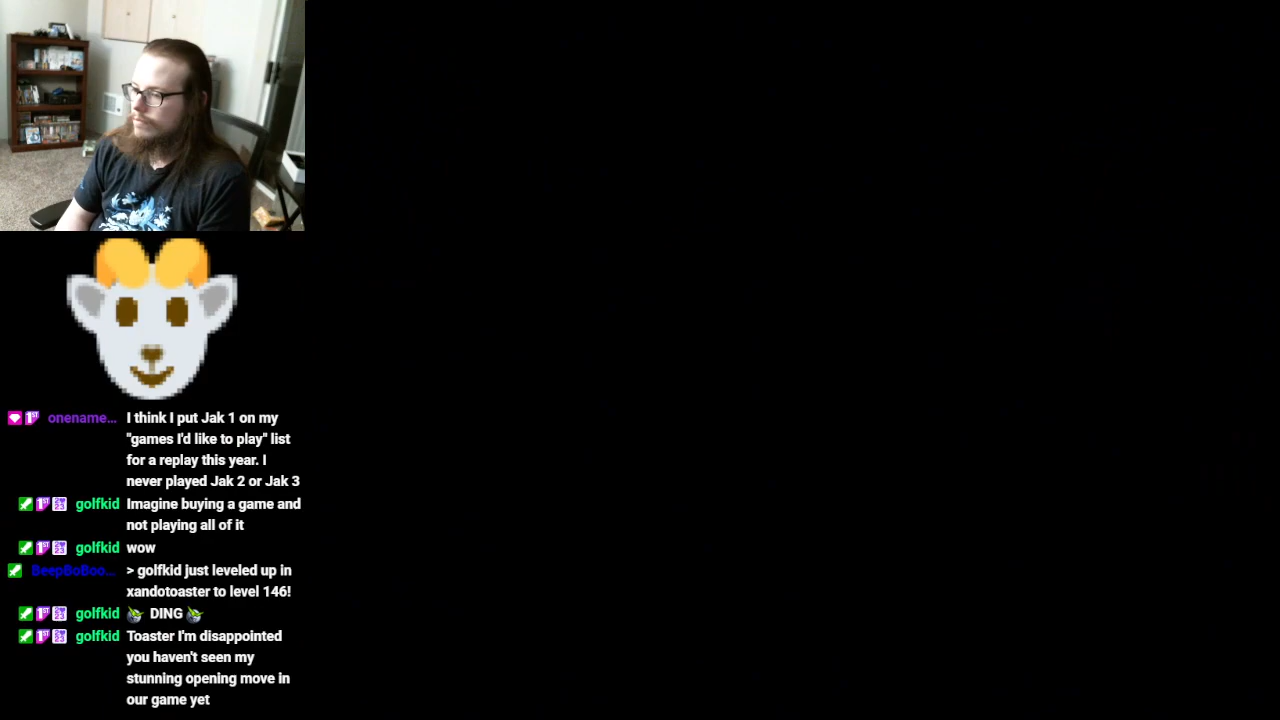 onename... I think I put Jak 1 on my
"games I'd like to play" list
for a replay this year. I
never played Jak 2 or Jak 3
golfkid Imagine buying a game and
not playing all of it
golfkid wow
BeepBoBoo... > golfkid just leveled up in
xandotoaster to level 146!
golfkid DING
golfkid Toaster I'm disappointed
you haven't seen my
stunning opening move in
our game yet